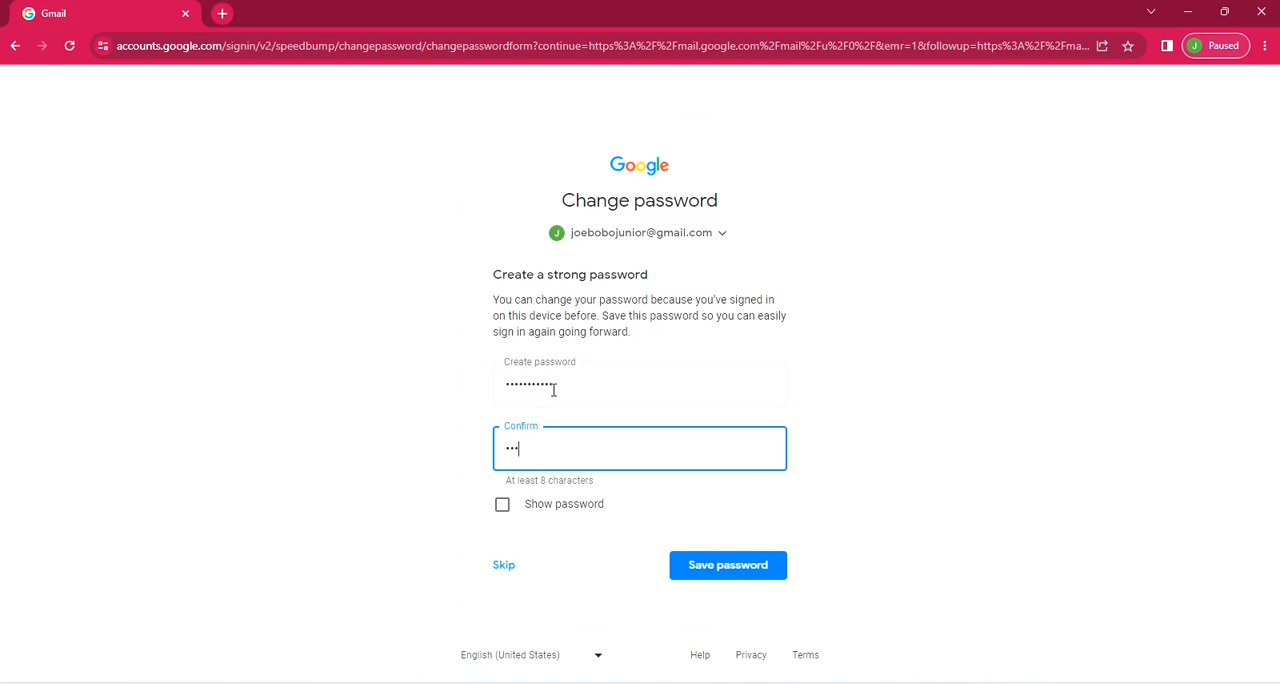 Gmail
accounts.google.com/signin/v2/speedbump/changepassword/changepasswordform?continue=https%3A%2F%2Fmail.google.com%2Fmail%2Fu%2F0%2F&emr=1&followup=https%3A%2F%2Fma...
J Paused
Google
Change password
J joebobojunior@gmail.com
Create a strong password
You can change your password because you've signed in
on this device before. Save this password so you can easily
sign in again going forward.
Create password
•••••••••••
Confirm
•••
At least 8 characters
Show password
Skip
Save password
English (United States)
Help
Privacy
Terms